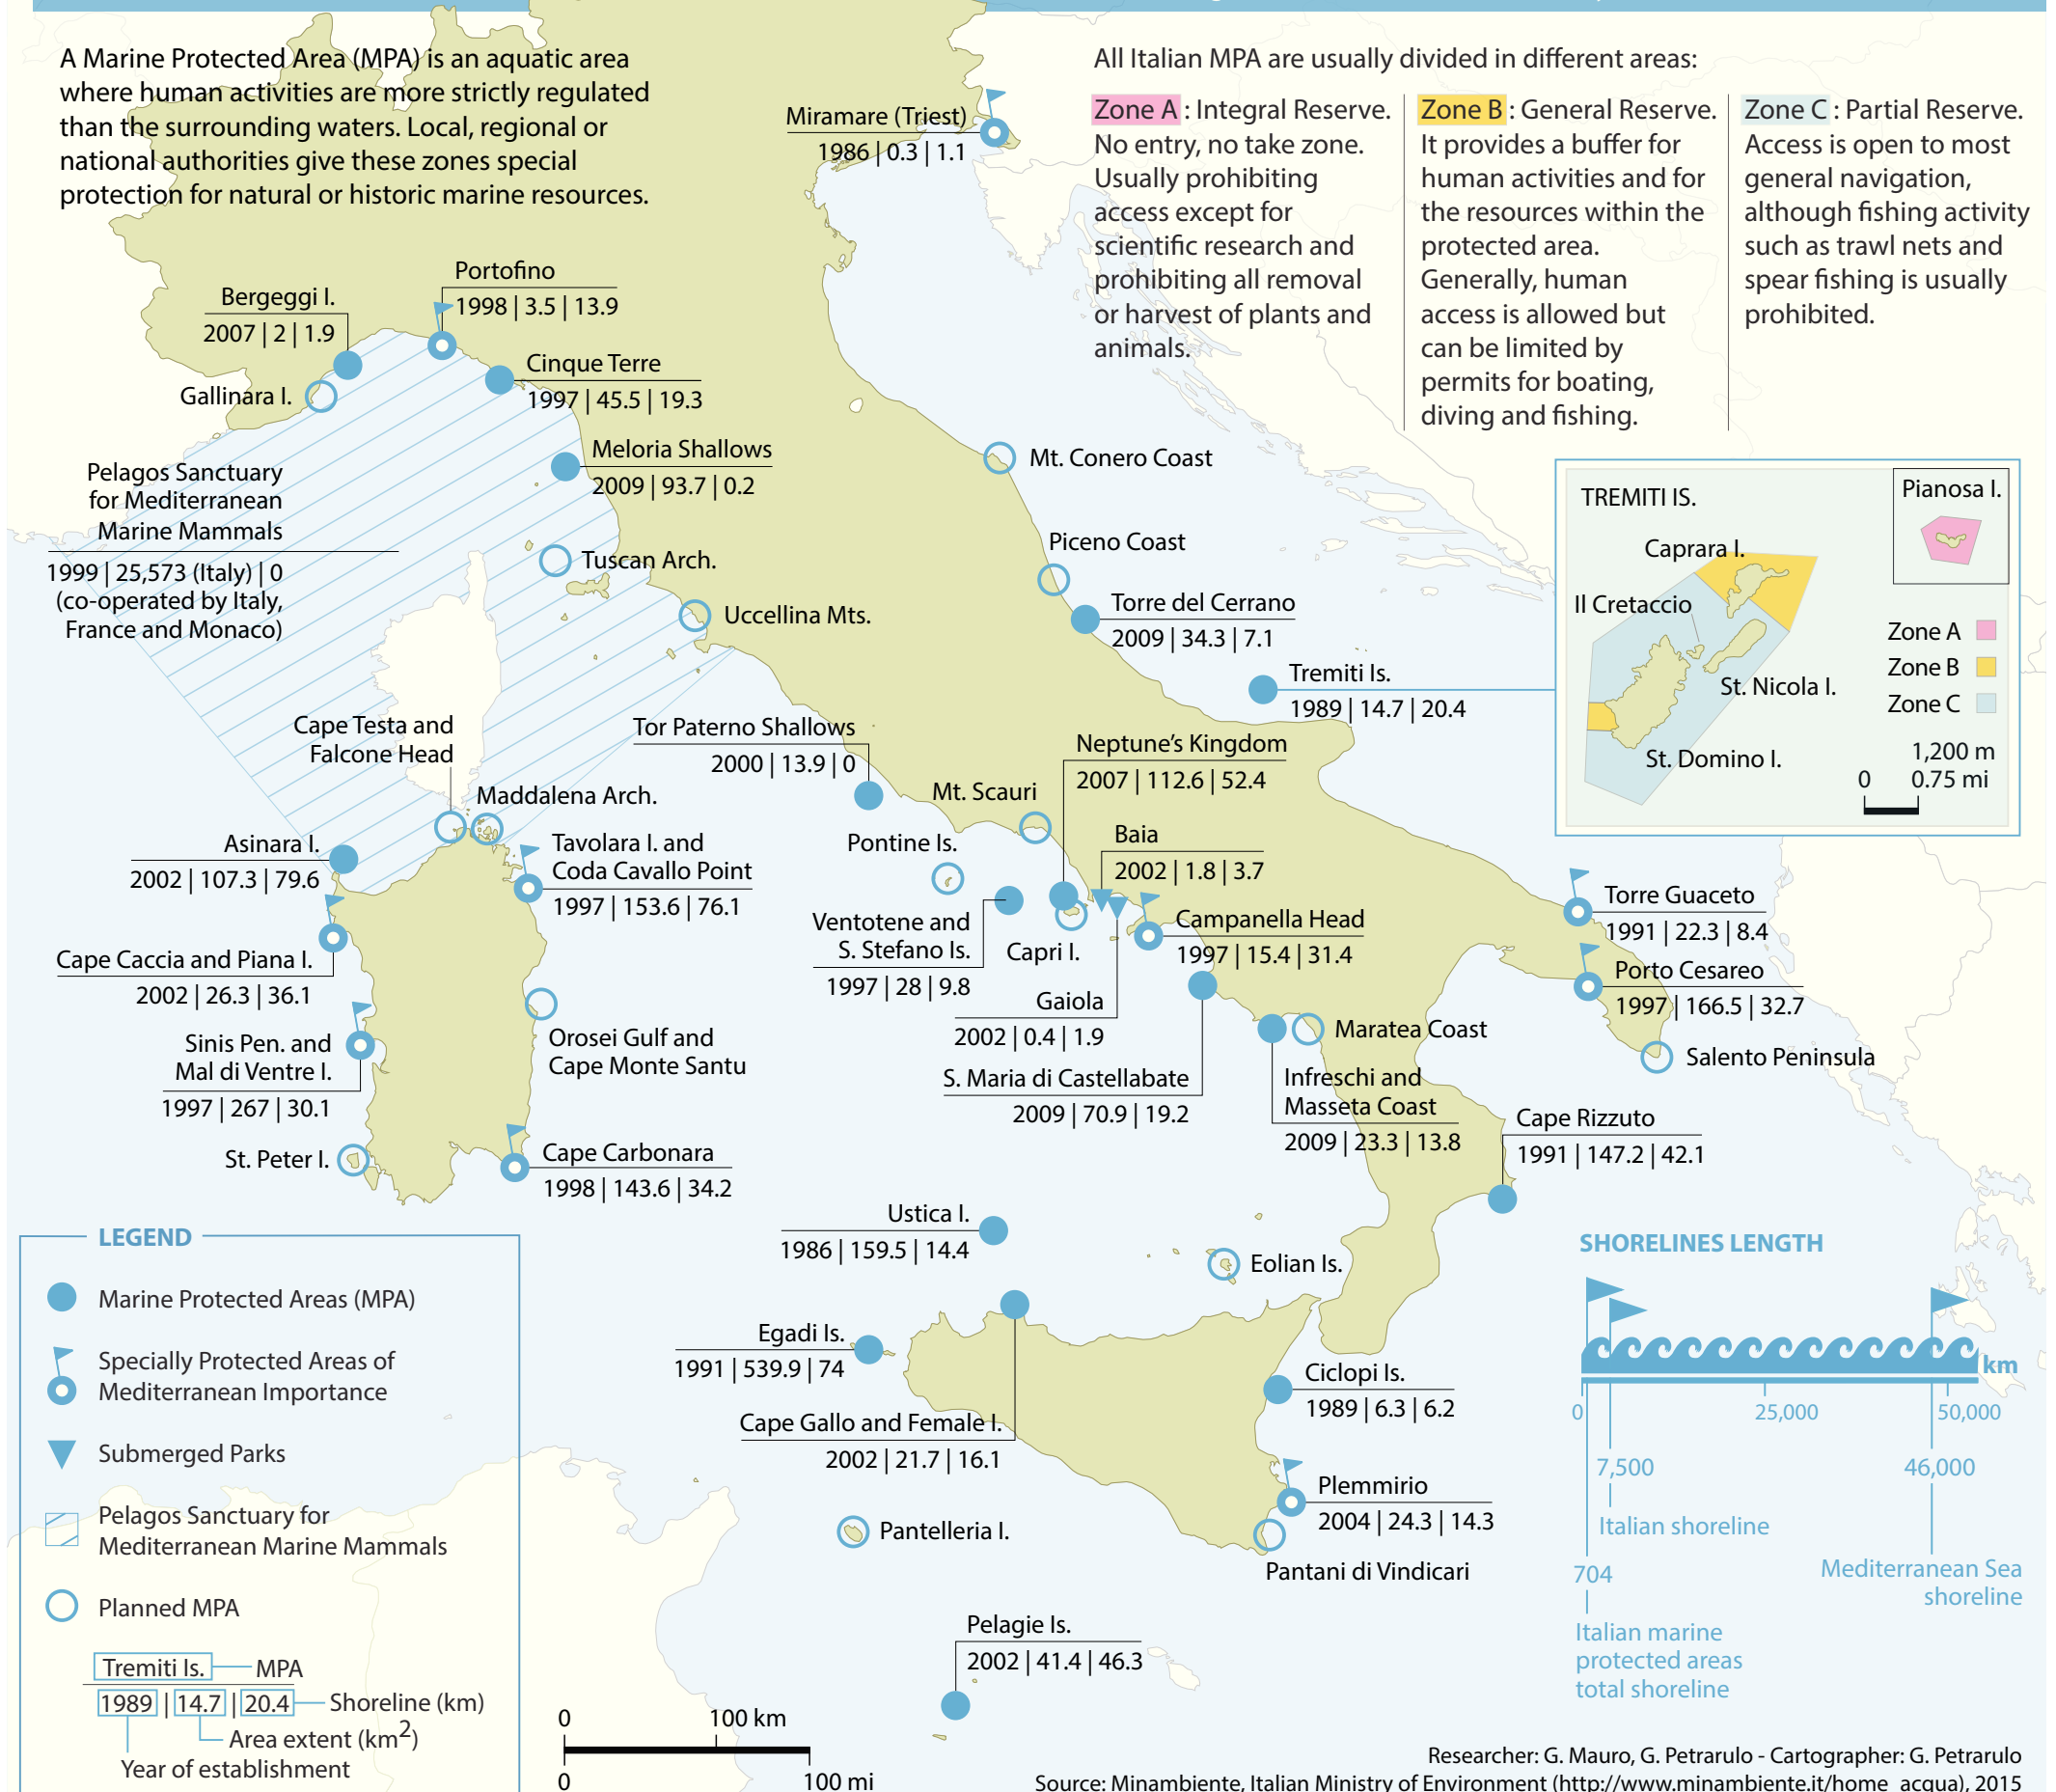 A Marine Protected Area (MPA) is an aquatic area
where human activities are more strictly regulated
than the surrounding waters. Local, regional or
national authorities give these zones special
protection for natural or historic marine resources.
All Italian MPA are usually divided in different areas:
Zone A : Integral Reserve.
No entry, no take zone.
Usually prohibiting
access except for
scientific research and
prohibiting all removal
or harvest of plants and
animals.
Zone B : General Reserve.
It provides a buffer for
human activities and for
the resources within the
protected area.
Generally, human
access is allowed but
can be limited by
permits for boating,
diving and fishing.
Zone C : Partial Reserve.
Access is open to most
general navigation,
although fishing activity
such as trawl nets and
spear fishing is usually
prohibited.
Miramare (Triest)
1986 | 0.3 | 1.1
Portofino
1998 | 3.5 | 13.9
Bergeggi I.
2007 | 2 | 1.9
Gallinara I.
Cinque Terre
1997 | 45.5 | 19.3
Meloria Shallows
2009 | 93.7 | 0.2
Pelagos Sanctuary
for Mediterranean
Marine Mammals
1999 | 25,573 (Italy) | 0
(co-operated by Italy,
France and Monaco)
Tuscan Arch.
Uccellina Mts.
Mt. Conero Coast
Piceno Coast
Torre del Cerrano
2009 | 34.3 | 7.1
Tremiti Is.
1989 | 14.7 | 20.4
TREMITI IS.
Pianosa I.
Caprara I.
Il Cretaccio
St. Nicola I.
St. Domino I.
Zone A
Zone B
Zone C
1,200 m
0 0.75 mi
Cape Testa and
Falcone Head
Maddalena Arch.
Tor Paterno Shallows
2000 | 13.9 | 0
Neptune's Kingdom
2007 | 112.6 | 52.4
Mt. Scauri
Baia
2002 | 1.8 | 3.7
Pontine Is.
Asinara I.
2002 | 107.3 | 79.6
Tavolara I. and
Coda Cavallo Point
1997 | 153.6 | 76.1
Ventotene and
S. Stefano Is.
1997 | 28 | 9.8
Capri I.
Campanella Head
1997 | 15.4 | 31.4
Torre Guaceto
1991 | 22.3 | 8.4
Porto Cesareo
1997 | 166.5 | 32.7
Salento Peninsula
Cape Caccia and Piana I.
2002 | 26.3 | 36.1
Gaiola
2002 | 0.4 | 1.9
Maratea Coast
Sinis Pen. and
Mal di Ventre I.
1997 | 267 | 30.1
Orosei Gulf and
Cape Monte Santu
S. Maria di Castellabate
2009 | 70.9 | 19.2
Infreschi and
Masseta Coast
2009 | 23.3 | 13.8
Cape Rizzuto
1991 | 147.2 | 42.1
St. Peter I.
Cape Carbonara
1998 | 143.6 | 34.2
Ustica I.
1986 | 159.5 | 14.4
Eolian Is.
Egadi Is.
1991 | 539.9 | 74
Cape Gallo and Female I.
2002 | 21.7 | 16.1
Ciclopi Is.
1989 | 6.3 | 6.2
Plemmirio
2004 | 24.3 | 14.3
Pantelleria I.
Pantani di Vindicari
Pelagie Is.
2002 | 41.4 | 46.3
LEGEND
Marine Protected Areas (MPA)
Specially Protected Areas of
Mediterranean Importance
Submerged Parks
Pelagos Sanctuary for
Mediterranean Marine Mammals
Planned MPA
Tremiti Is. MPA
1989 | 14.7 | 20.4 Shoreline (km)
Area extent (km2)
Year of establishment
0 100 km
0 100 mi
SHORELINES LENGTH
km
0 25,000 50,000
7,500 46,000
Italian shoreline
704
Mediterranean Sea
shoreline
Italian marine
protected areas
total shoreline
Researcher: G. Mauro, G. Petrarulo - Cartographer: G. Petrarulo
Source: Minambiente, Italian Ministry of Environment (http://www.minambiente.it/home_acqua), 2015